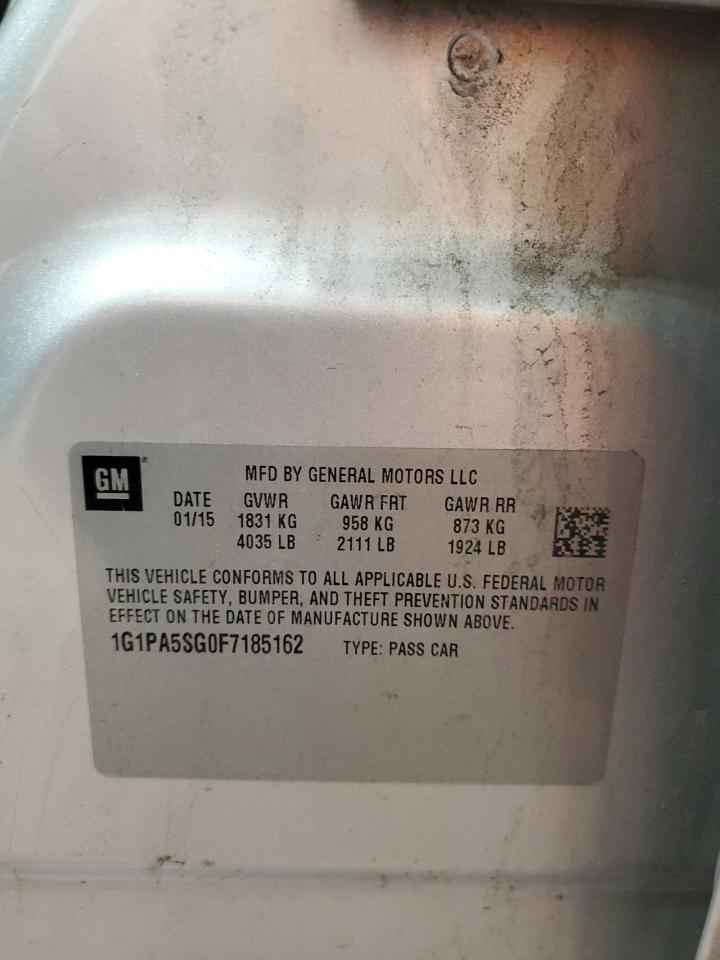 GM
MFD BY GENERAL MOTORS LLC
DATE GVWR GAWR FRT GAWR RR
01/15 1831 KG 958 KG 873 KG
4035 LB 2111 LB 1924 LB
THIS VEHICLE CONFORMS TO ALL APPLICABLE U.S. FEDERAL MOTOR
VEHICLE SAFETY, BUMPER, AND THEFT PREVENTION STANDARDS IN
EFFECT ON THE DATE OF MANUFACTURE SHOWN ABOVE.
1G1PA5SG0F7185162 TYPE: PASS CAR